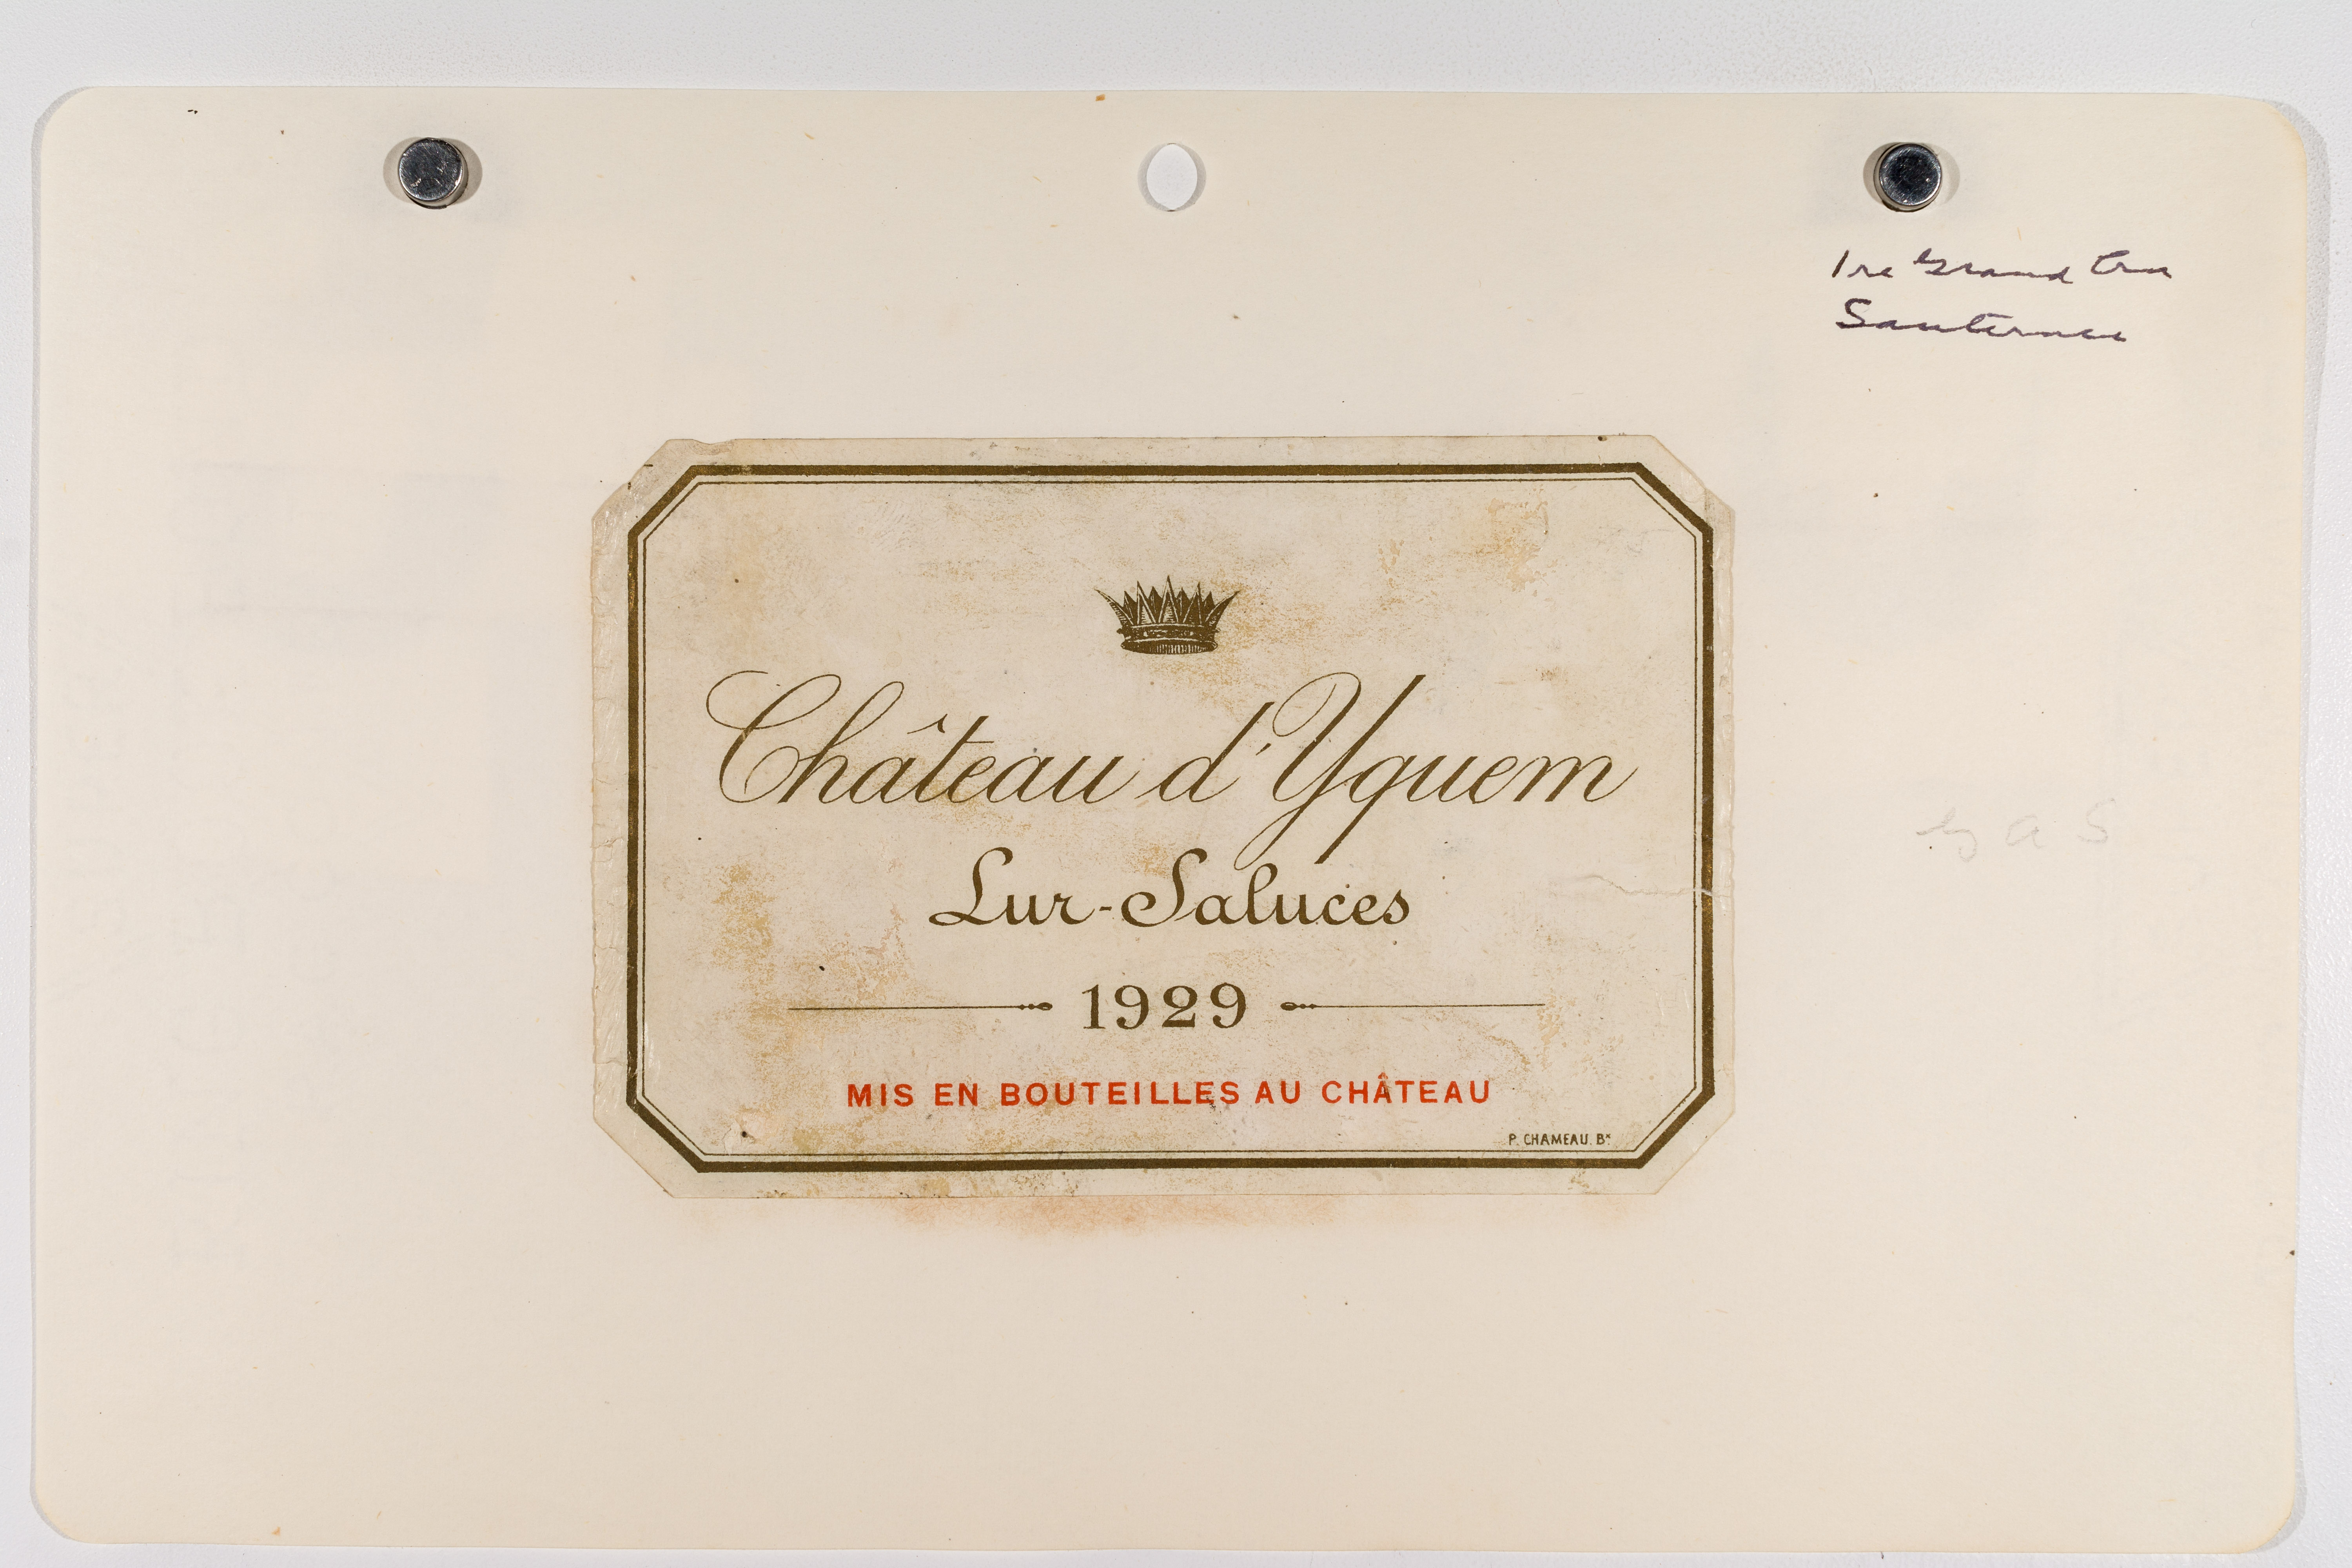 1re Grand Cru
Sauternes
Château d'Yquem
Lur-Saluces
1929
MIS EN BOUTEILLES AU CHÂTEAU
P. CHAMEAU. Bx